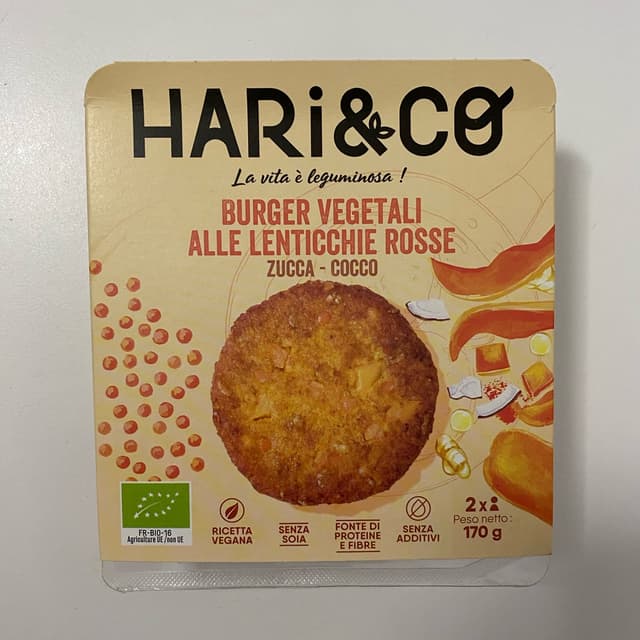 HARi&CO
La vita è leguminosa !
BURGER VEGETALI
ALLE LENTICCHIE ROSSE
ZUCCA - COCCO
FR-BIO-16
Agriculture UE/non UE
RICETTA
VEGANA
SENZA
SOIA
FONTE DI
PROTEINE
E FIBRE
SENZA
ADDITIVI
2x
Peso netto :
170 g